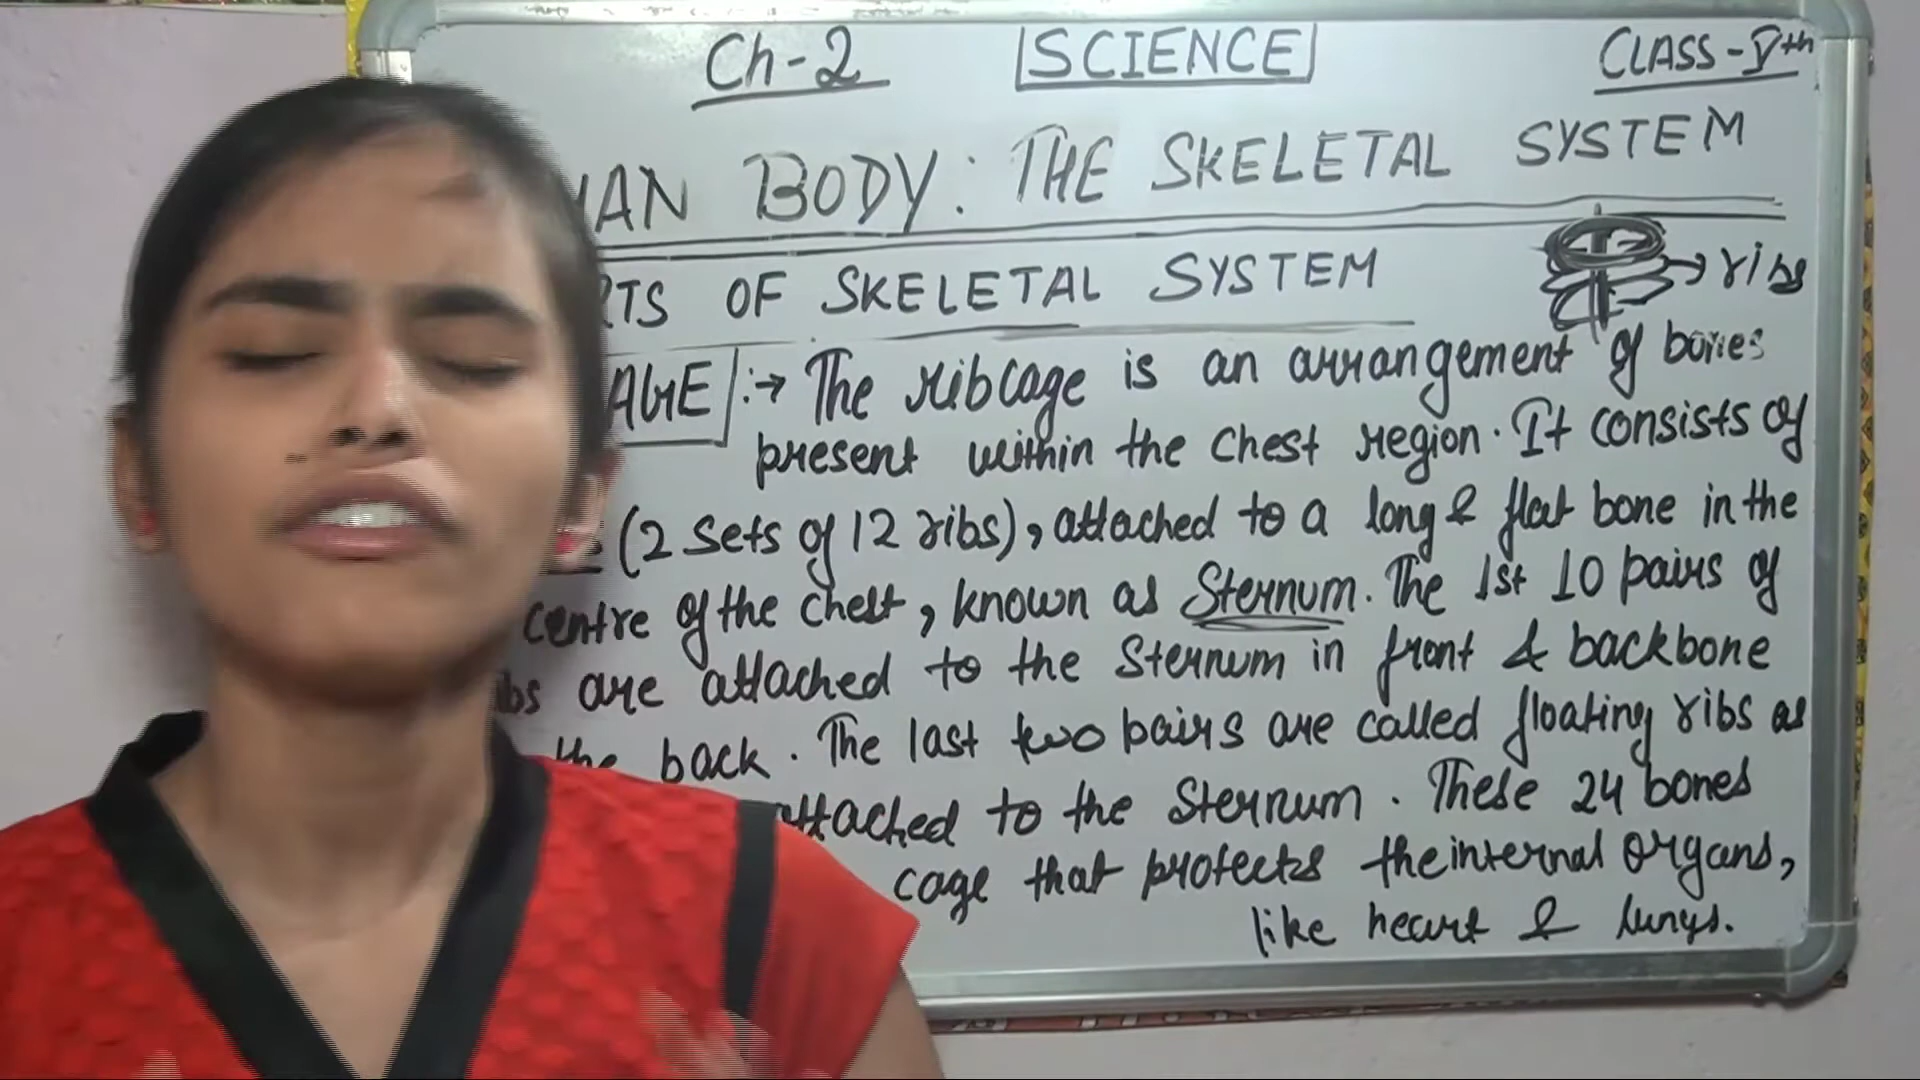 Ch-2 SCIENCE CLASS-Vth
BODY: THE SKELETAL SYSTEM
OF SKELETAL SYSTEM
→ ribs
:→ The ribcage is an arrangement of bones
present within the chest region. It consists of
(2 sets of 12 ribs), attached to a long & flat bone in the
centre of the chest, known as Sternum. The 1st 10 pairs of
are attached to the Sternum in front & backbone
the back. The last two pairs are called floating ribs as
attached to the Sternum. These 24 bones
cage that protects the internal organs,
like heart & lungs.